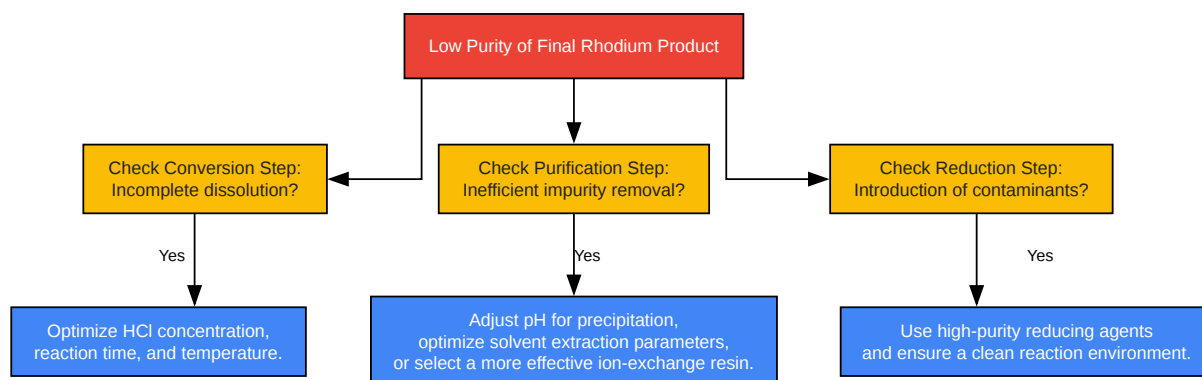 Low Purity of Final Rhodium Product
Check Conversion Step:
Incomplete dissolution?
Check Purification Step:
Inefficient impurity removal?
Check Reduction Step:
Introduction of contaminants?
Yes
Yes
Yes
Optimize HCl concentration,
reaction time, and temperature.
Adjust pH for precipitation,
optimize solvent extraction parameters,
or select a more effective ion-exchange resin.
Use high-purity reducing agents
and ensure a clean reaction environment.